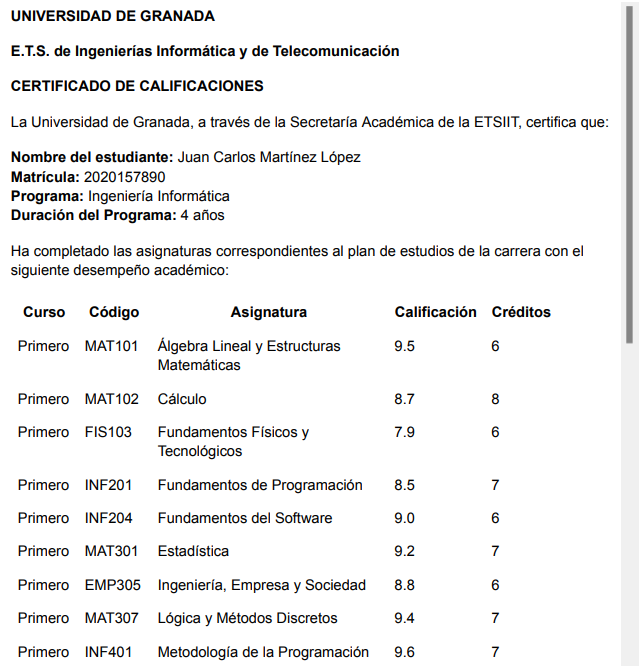 UNIVERSIDAD DE GRANADA
E.T.S. de Ingenierías Informática y de Telecomunicación
CERTIFICADO DE CALIFICACIONES
La Universidad de Granada, a través de la Secretaría Académica de la ETSIIT, certifica que:
Nombre del estudiante: Juan Carlos Martínez López
Matrícula: 2020157890
Programa: Ingeniería Informática
Duración del Programa: 4 años
Ha completado las asignaturas correspondientes al plan de estudios de la carrera con el
siguiente desempeño académico:
Curso Código Asignatura Calificación Créditos
Primero MAT101 Álgebra Lineal y Estructuras 9.5 6
Matemáticas
Primero MAT102 Cálculo 8.7 8
Primero FIS103 Fundamentos Físicos y 7.9 6
Tecnológicos
Primero INF201 Fundamentos de Programación 8.5 7
Primero INF204 Fundamentos del Software 9.0 6
Primero MAT301 Estadística 9.2 7
Primero EMP305 Ingeniería, Empresa y Sociedad 8.8 6
Primero MAT307 Lógica y Métodos Discretos 9.4 7
Primero INF401 Metodología de la Programación 9.6 7